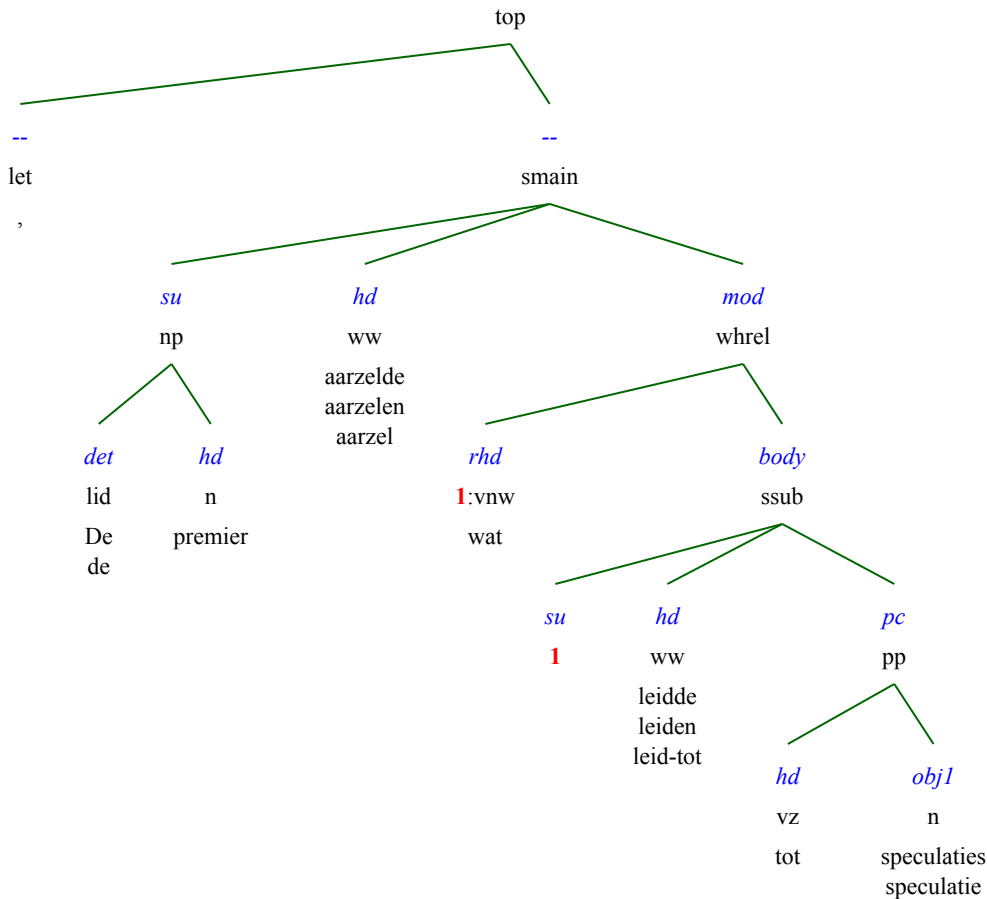 top
-- --
let smain
,
su hd mod
np ww whrel
aarzelde
aarzelen
aarzel
det hd rhd body
lid n 1:vnw ssub
De premier wat
de
su hd pc
1 ww pp
leidde
leiden
leid-tot
hd obj1
vz n
tot speculaties
speculatie